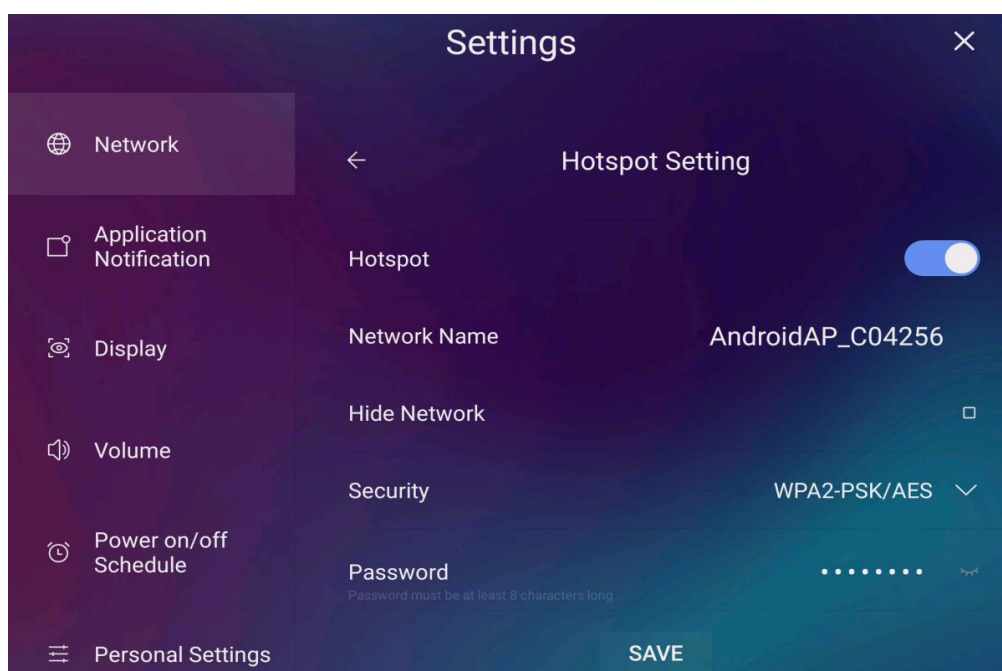 Settings
Network
Application
Notification
Display
Volume
Power on/off
Schedule
Personal Settings
Hotspot Setting
Hotspot
Network Name
AndroidAP_C04256
Hide Network
Security
WPA2-PSK/AES
Password
••••••••
Password must be at least 8 characters long
SAVE